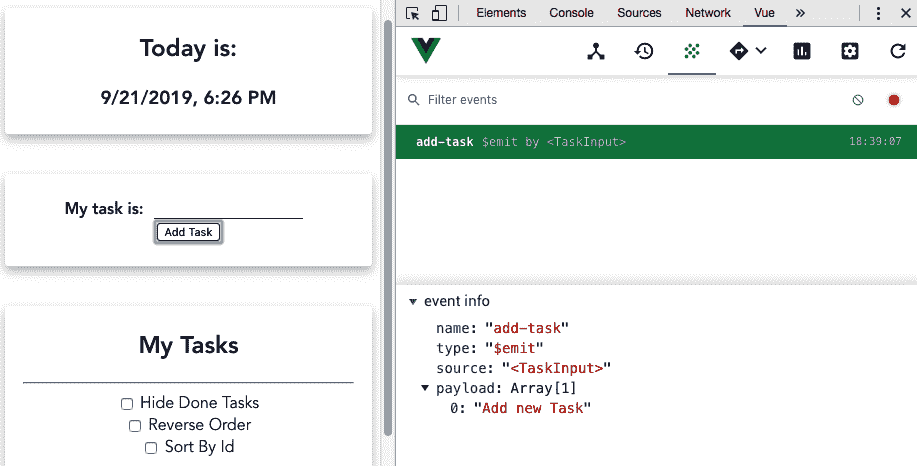 Today is:
9/21/2019, 6:26 PM
My task is:
Add Task
My Tasks
Hide Done Tasks
Reverse Order
Sort By Id
Elements Console Sources Network Vue »
Filter events
add-task $emit by <TaskInput> 18:39:07
event info
name: "add-task"
type: "$emit"
source: "<TaskInput>"
payload: Array[1]
0: "Add new Task"